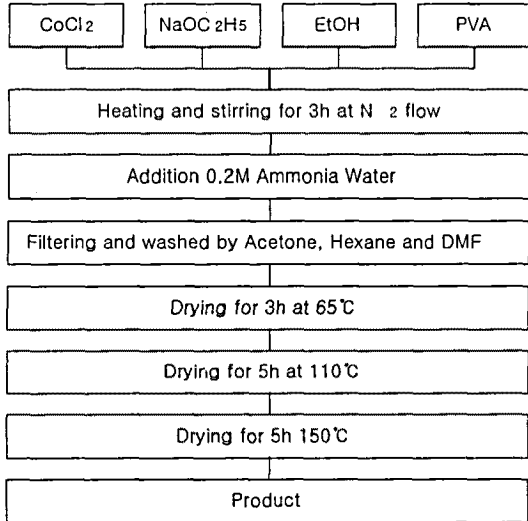 CoCl2 NaOC2H5 EtOH PVA
Heating and stirring for 3h at N 2 flow
Addition 0.2M Ammonia Water
Filtering and washed by Acetone, Hexane and DMF
Drying for 3h at 65℃
Drying for 5h at 110℃
Drying for 5h 150℃
Product